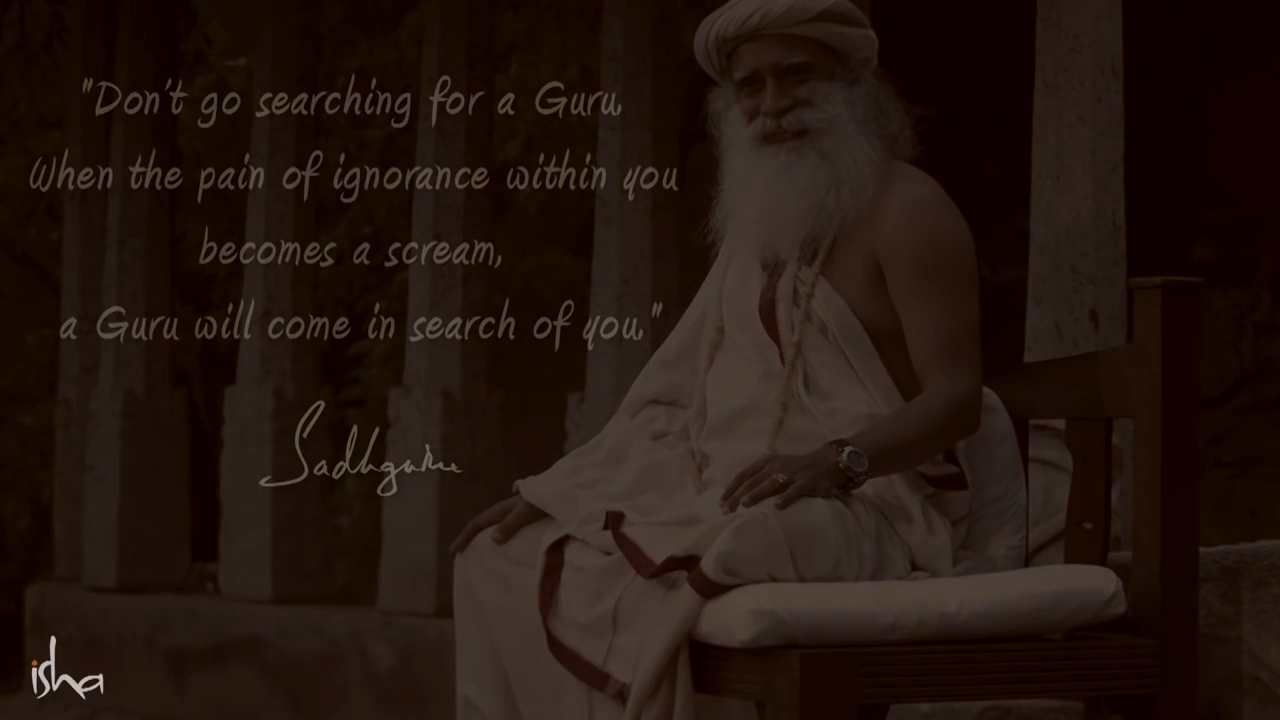 "Don't go searching for a Guru.
When the pain of ignorance within you
becomes a scream,
a Guru will come in search of you."
Sadhguru
isha